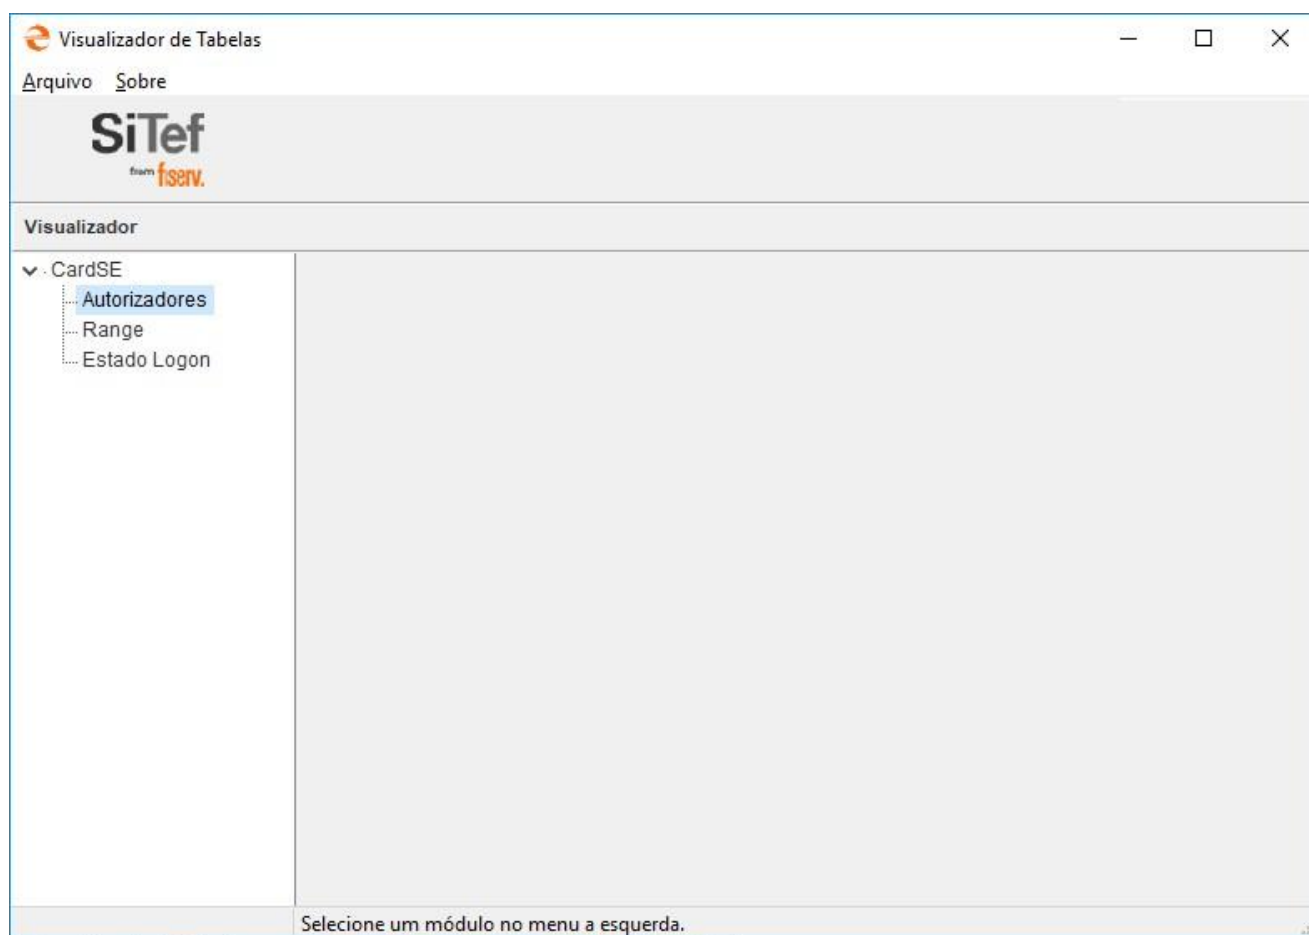 Visualizador de Tabelas
Arquivo Sobre
SiTef
from fiserv.
Visualizador
CardSE
Autorizadores
Range
Estado Logon
Selecione um módulo no menu a esquerda.